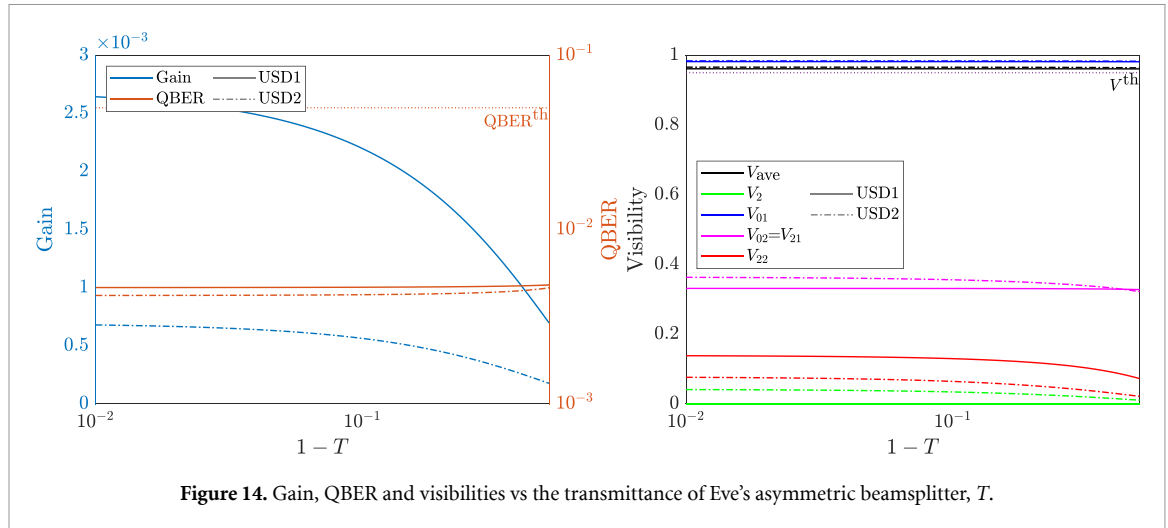 ×10⁻³
3
2.5
2
1.5
1
0.5
0
Gain
Gain
QBER
USD1
USD2
QBERᵗʰ
10⁻¹
10⁻²
10⁻³
QBER
10⁻²
10⁻¹
1 − T
1
0.8
0.6
0.4
0.2
0
Visibility
Vᵗʰ
V_ave
V_2
V_01
V_02=V_21
V_22
USD1
USD2
10⁻²
10⁻¹
1 − T
Figure 14. Gain, QBER and visibilities vs the transmittance of Eve's asymmetric beamsplitter, T.